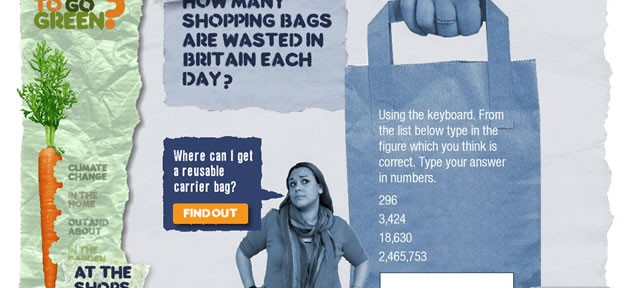 TO GO
GREEN?
CLIMATE
CHANGE
IN THE
HOME
OUT AND
ABOUT
IN THE
GARDEN
AT THE
SHOPS
HOW MANY
SHOPPING BAGS
ARE WASTED IN
BRITAIN EACH
DAY?
Where can I get
a reusable
carrier bag?
FIND OUT
Using the keyboard. From
the list below type in the
figure which you think is
correct. Type your answer
in numbers.
296
3,424
18,630
2,465,753